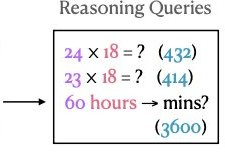 Reasoning Queries
24 x 18 = ? (432)
23 x 18 = ? (414)
60 hours → mins?
(3600)